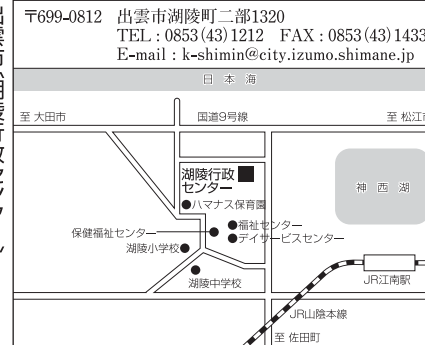 〒699-0812 出雲市湖陵町二部1320
TEL : 0853(43)1212 FAX : 0853(43)1433
E-mail : k-shimin@city.izumo.shimane.jp
日本海
至 大田市
国道9号線
至 松江市
湖陵行政
センター
神西湖
ハマナス保育園
保健福祉センター
福祉センター
デイサービスセンター
湖陵小学校
湖陵中学校
JR江南駅
JR山陰本線
至 佐田町